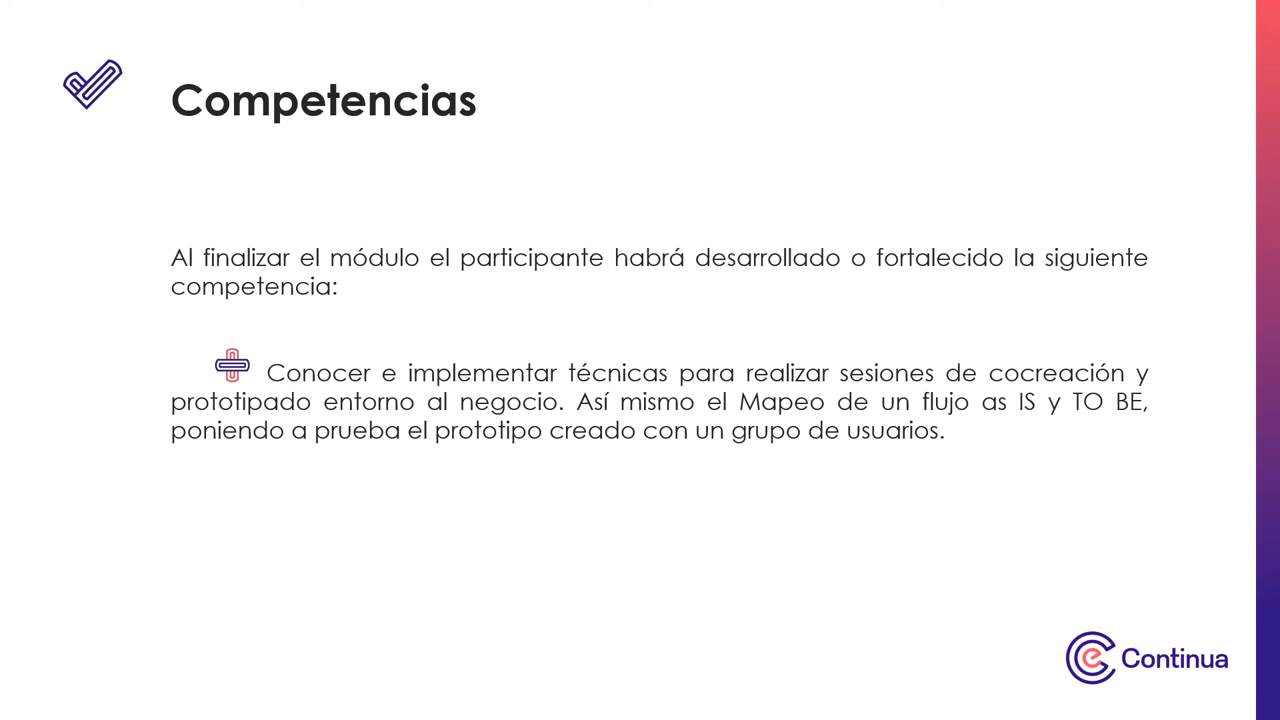 Competencias
Al finalizar el módulo el participante habrá desarrollado o fortalecido la siguiente
competencia:
Conocer e implementar técnicas para realizar sesiones de cocreación y
prototipado entorno al negocio. Así mismo el Mapeo de un flujo as IS y TO BE,
poniendo a prueba el prototipo creado con un grupo de usuarios.
Continua